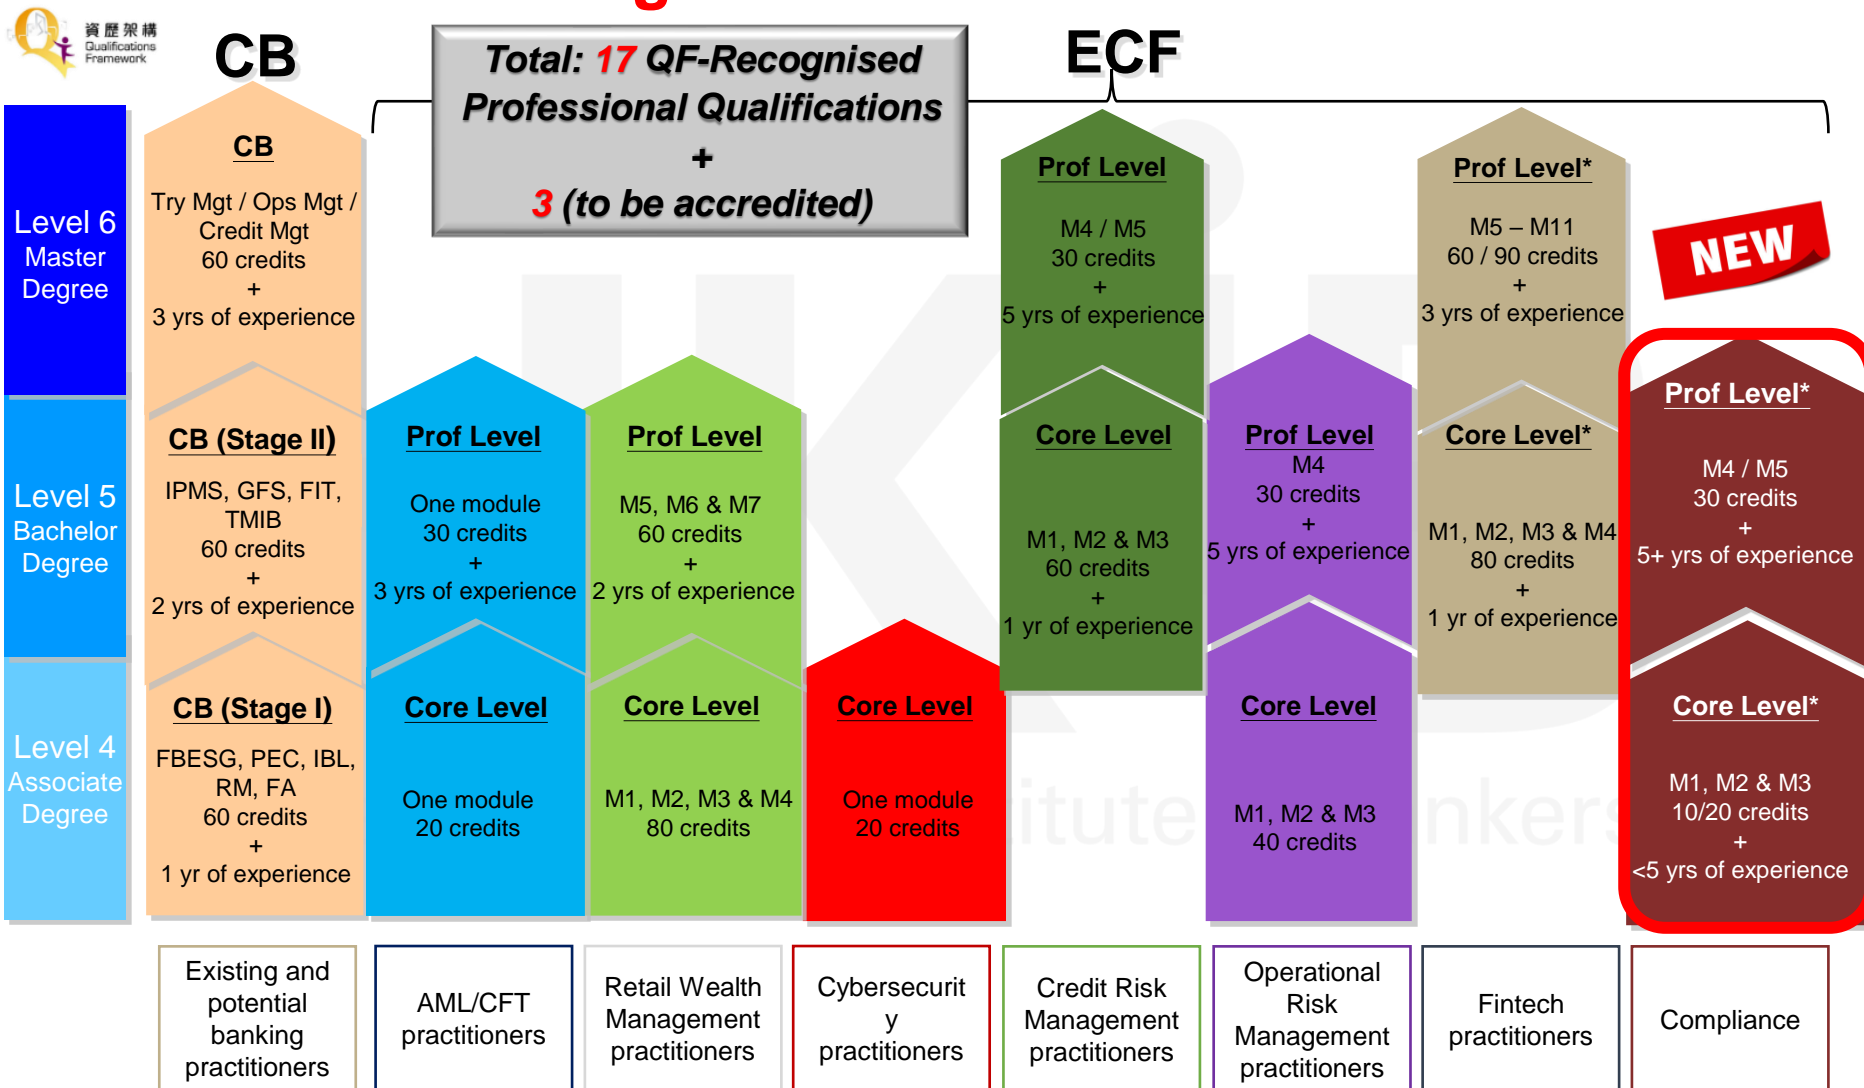 資歷架構
Qualifications
Framework
CB
Total: 17 QF-Recognised
Professional Qualifications
+
3 (to be accredited)
ECF
Level 6
Master
Degree
Level 5
Bachelor
Degree
Level 4
Associate
Degree
CB
Try Mgt / Ops Mgt /
Credit Mgt
60 credits
+
3 yrs of experience
CB (Stage II)
IPMS, GFS, FIT,
TMIB
60 credits
+
2 yrs of experience
CB (Stage I)
FBESG, PEC, IBL,
RM, FA
60 credits
+
1 yr of experience
Prof Level
One module
30 credits
+
3 yrs of experience
Core Level
One module
20 credits
Prof Level
M5, M6 & M7
60 credits
+
2 yrs of experience
Core Level
M1, M2, M3 & M4
80 credits
Core Level
One module
20 credits
Prof Level
M4 / M5
30 credits
+
5 yrs of experience
Core Level
M1, M2 & M3
60 credits
+
1 yr of experience
Prof Level
M4
30 credits
+
5 yrs of experience
Core Level
M1, M2 & M3
40 credits
Prof Level*
M5 – M11
60 / 90 credits
+
3 yrs of experience
Core Level*
M1, M2, M3 & M4
80 credits
+
1 yr of experience
NEW
Prof Level*
M4 / M5
30 credits
+
5+ yrs of experience
Core Level*
M1, M2 & M3
10/20 credits
+
<5 yrs of experience
Existing and
potential
banking
practitioners
AML/CFT
practitioners
Retail Wealth
Management
practitioners
Cybersecurit
y
practitioners
Credit Risk
Management
practitioners
Operational
Risk
Management
practitioners
Fintech
practitioners
Compliance